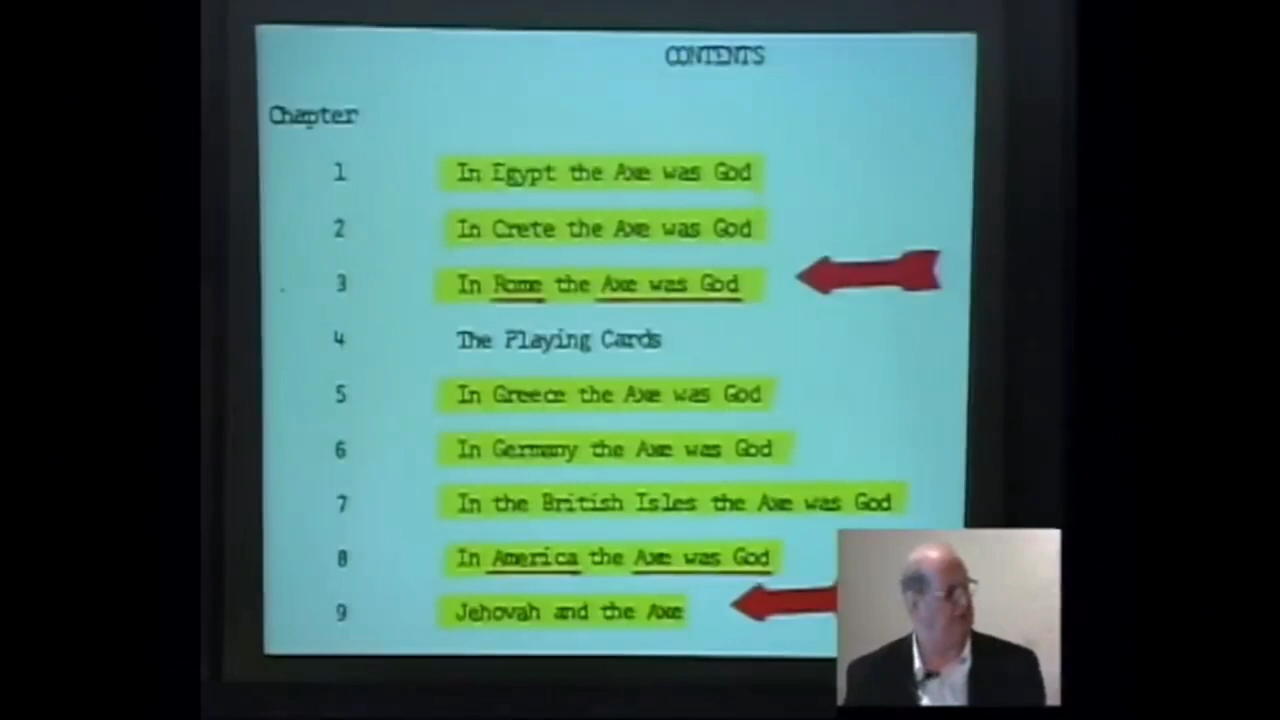 CONTENTS
Chapter
1 In Egypt the Axe was God
2 In Crete the Axe was God
3 In Rome the Axe was God
4 The Playing Cards
5 In Greece the Axe was God
6 In Germany the Axe was God
7 In the British Isles the Axe was God
8 In America the Axe was God
9 Jehovah and the Axe